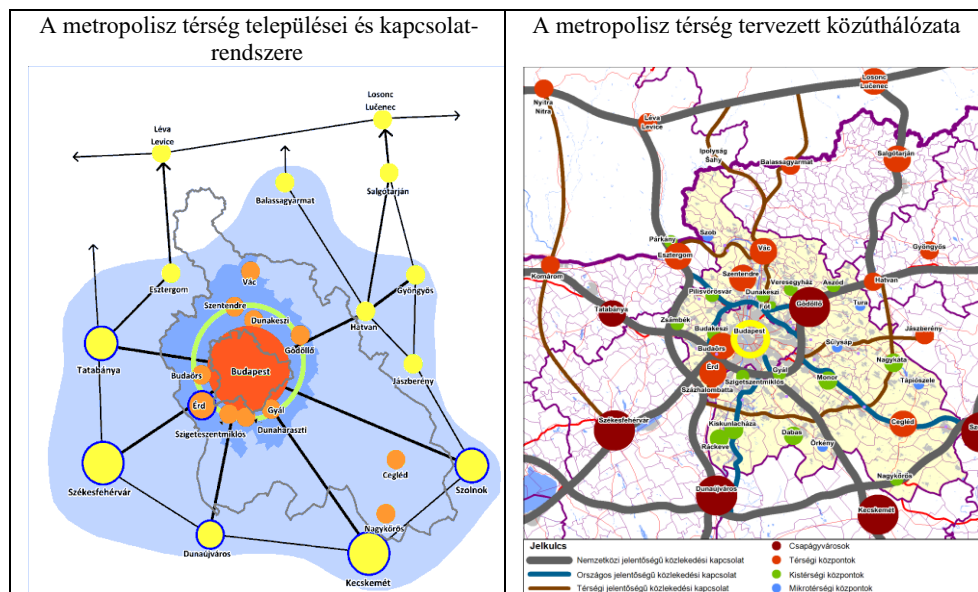 A metropolisz térség települései és kapcsolat-
rendszere
Losonc
Lučenec
Léva
Levice
Salgótarján
Balassagyarmat
Esztergom
Vác
Gyöngyös
Szentendre
Dunakeszi
Hatvan
Gödöllő
Tatabánya
Budapest
Jászberény
Budaörs
Érd
Gyál
Szigeteszentmiklós
Dunaharaszti
Cegléd
Székesfehérvár
Szolnok
Nagykőrös
Dunaújváros
Kecskemét
A metropolisz térség tervezett közúthálózata
Losonc
Lučenec
Nyitra
Nitra
Léva
Levice
Ipolyság
Šahy
Balassagyarmat
Salgótarján
Párkány
Szob
Esztergom
Vác
Gyöngyös
Komárom
Szentendre
Hatvan
Pilisvörösvár
Dunakeszi
Veresegyház
Aszód
Fót
Gödöllő
Tura
Tatabánya
Zsámbék
Budakeszi
Budapest
Jászberény
Budaörs
Sülysáp
Nagykáta
Érd
Gyál
Szigetszentmiklós
Monor
Tápiószele
Százhalombatta
Székesfehérvár
Kiskunlacháza
Cegléd
Ráckeve
Dabas
Örkény
Nagykőrös
Dunaújváros
Kecskemét
Jelkulcs
Nemzetközi jelentőségű közlekedési kapcsolat
Országos jelentőségű közlekedési kapcsolat
Térségi jelentőségű közlekedési kapcsolat
Csapágyvárosok
Térségi központok
Kistérségi központok
Mikrotérségi központok